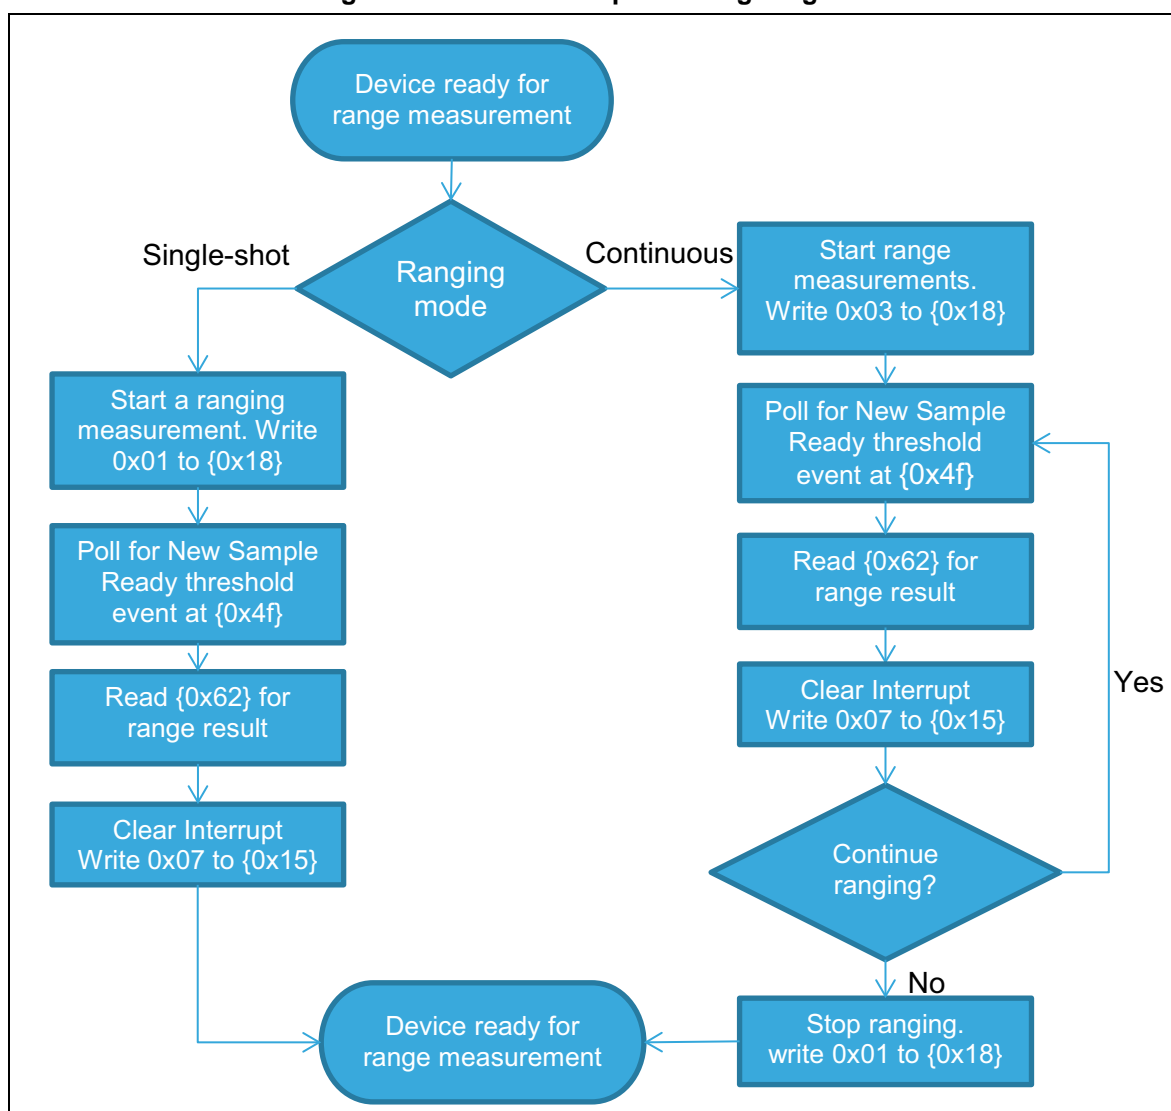 Device ready for
range measurement
Single-shot
Ranging
mode
Continuous
Start range
measurements.
Write 0x03 to {0x18}
Start a ranging
measurement. Write
0x01 to {0x18}
Poll for New Sample
Ready threshold
event at {0x4f}
Read {0x62} for
range result
Clear Interrupt
Write 0x07 to {0x15}
Poll for New Sample
Ready threshold
event at {0x4f}
Read {0x62} for
range result
Clear Interrupt
Write 0x07 to {0x15}
Yes
Continue
ranging?
No
Stop ranging.
write 0x01 to {0x18}
Device ready for
range measurement